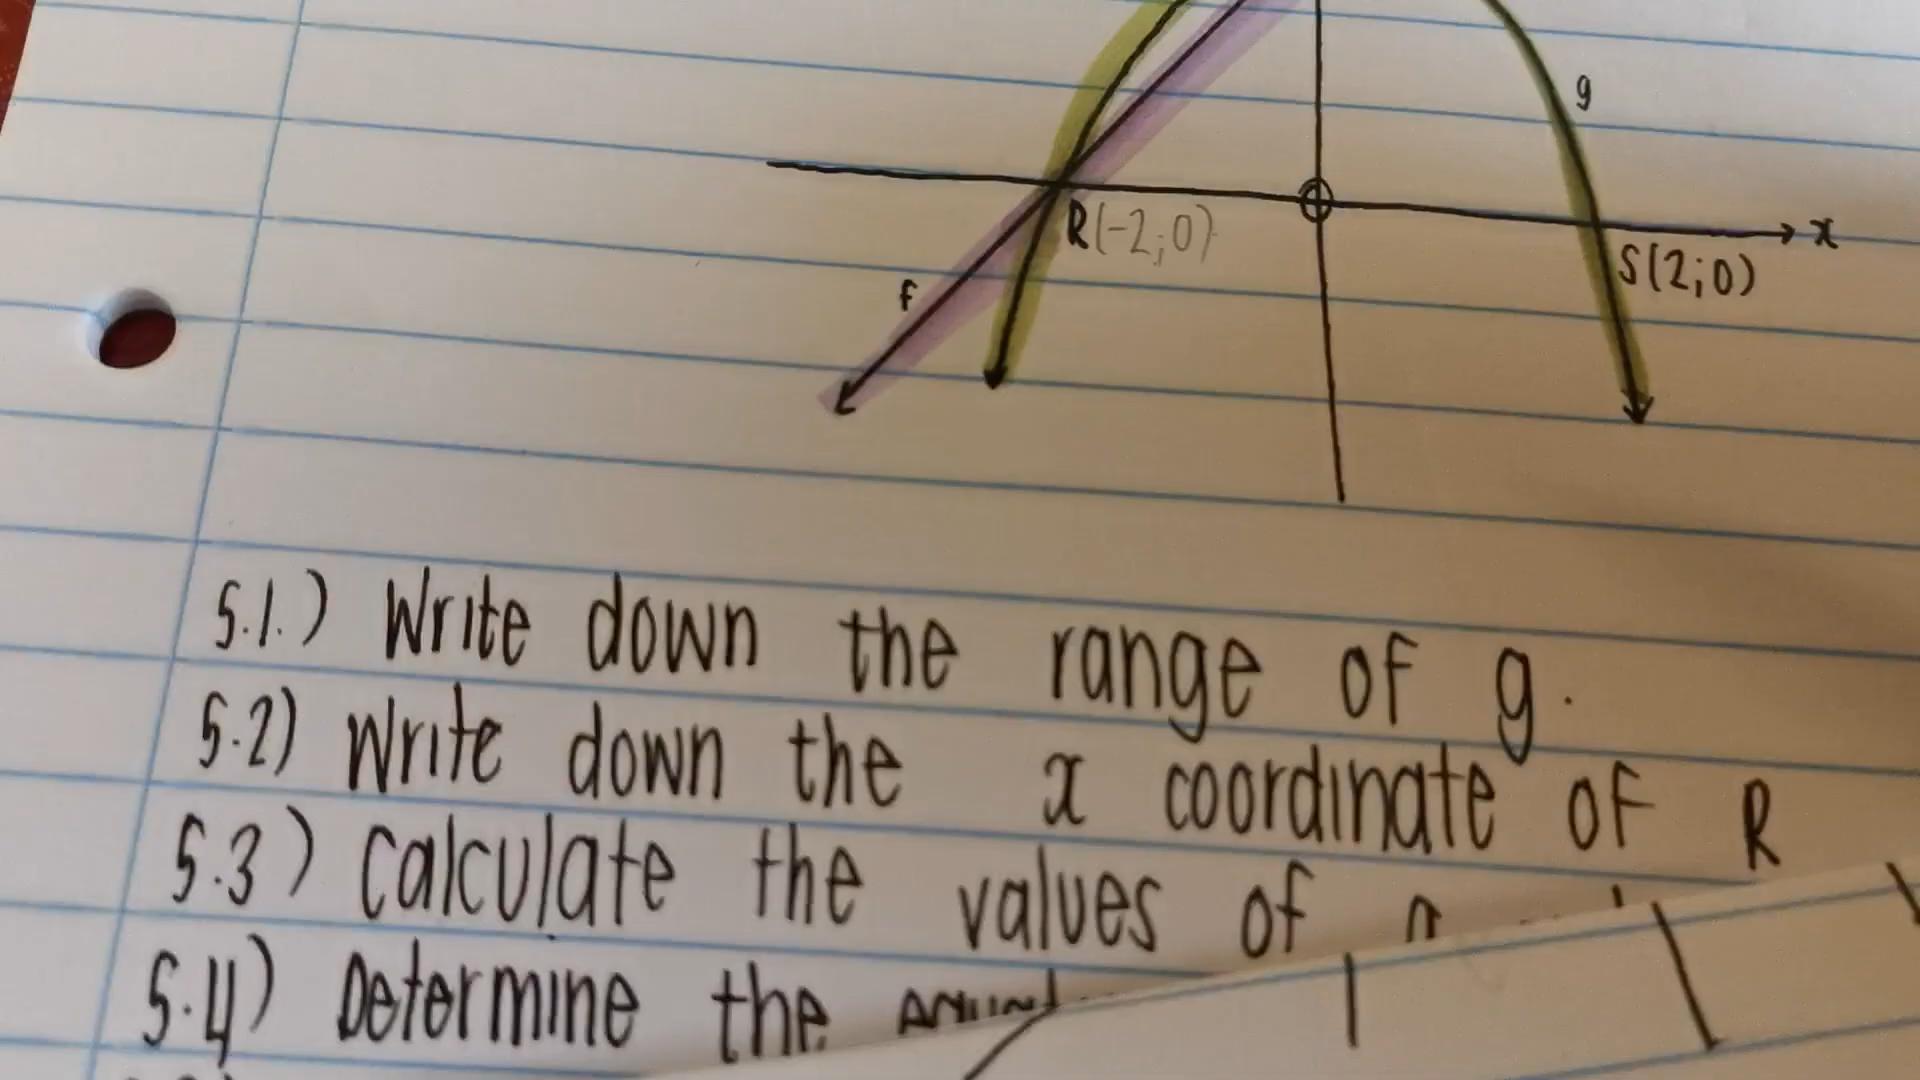 g
x
R(-2;0)
S(2;0)
f
5.1.) Write down the range of g.
5.2) Write down the x coordinate of R
5.3) Calculate the values of
5.4) Determine the